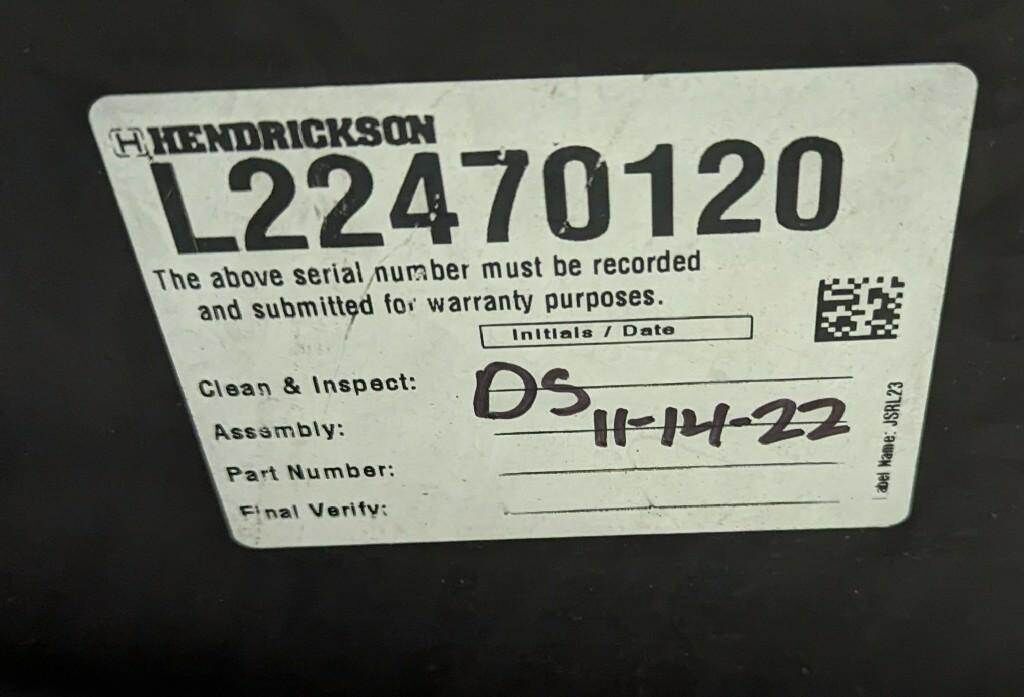 HENDRICKSON
L22470120
The above serial number must be recorded
and submitted for warranty purposes.
Initials / Date
Clean & Inspect: DS
Assembly: 11-14-22
Part Number:
Final Verify:
Label Name: JSRL23